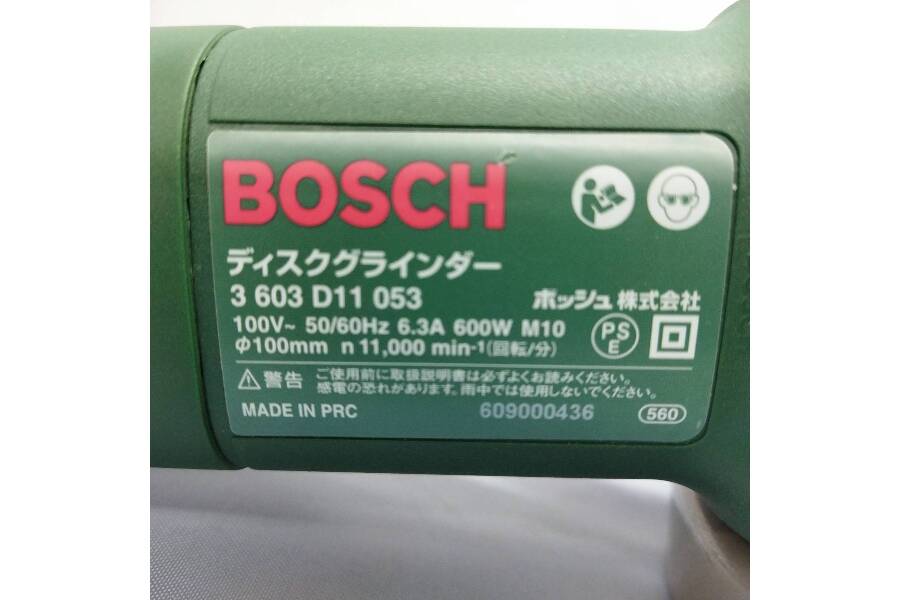 BOSCH
ディスクグラインダー
3 603 D11 053
ボッシュ 株式会社
100V~ 50/60Hz 6.3A 600W M10
PS
E
Φ100mm n 11,000 min-1(回転/分)
警告 ご使用前に取扱説明書は必ずよくお読みください。
感電の恐れがあります。雨中では使用しないでください。
MADE IN PRC 609000436 560